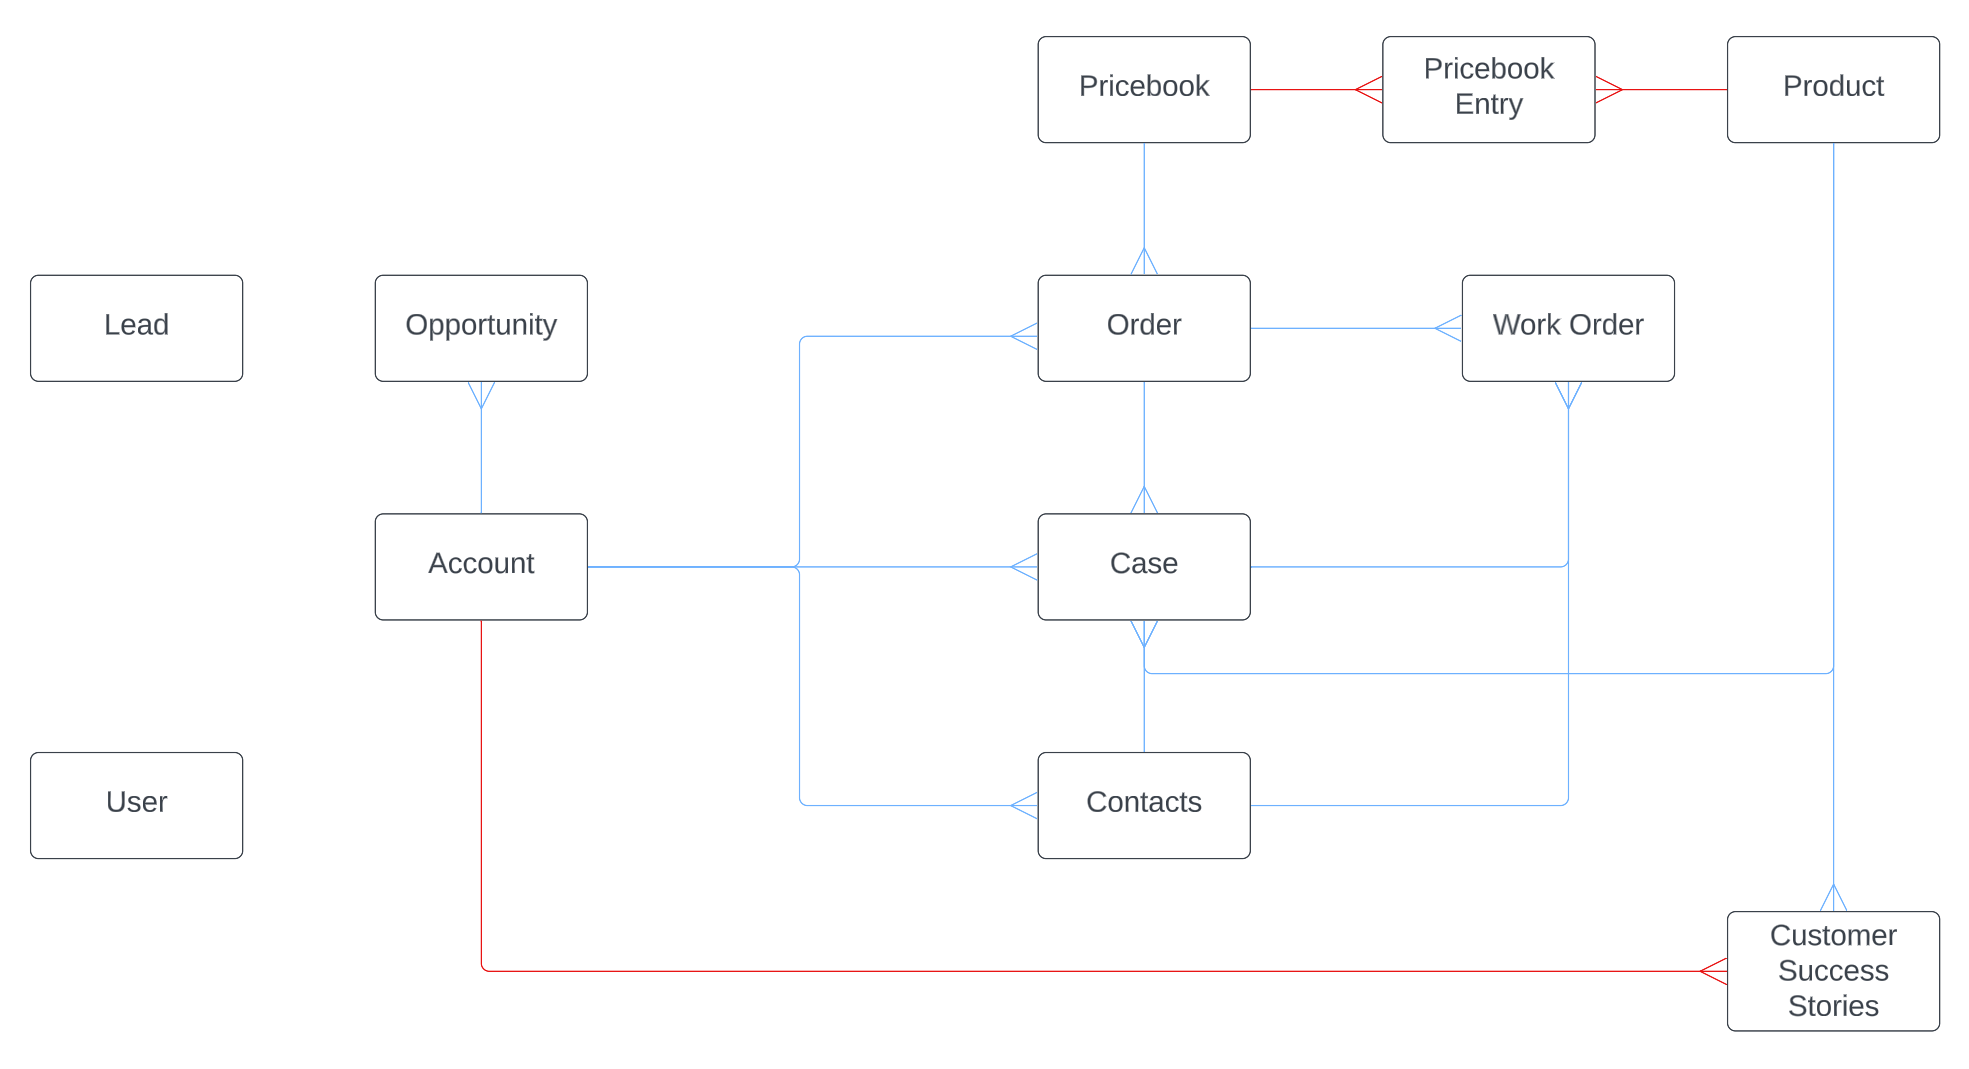 Pricebook
Pricebook
Entry
Product
Lead
Opportunity
Order
Work Order
Account
Case
User
Contacts
Customer
Success
Stories